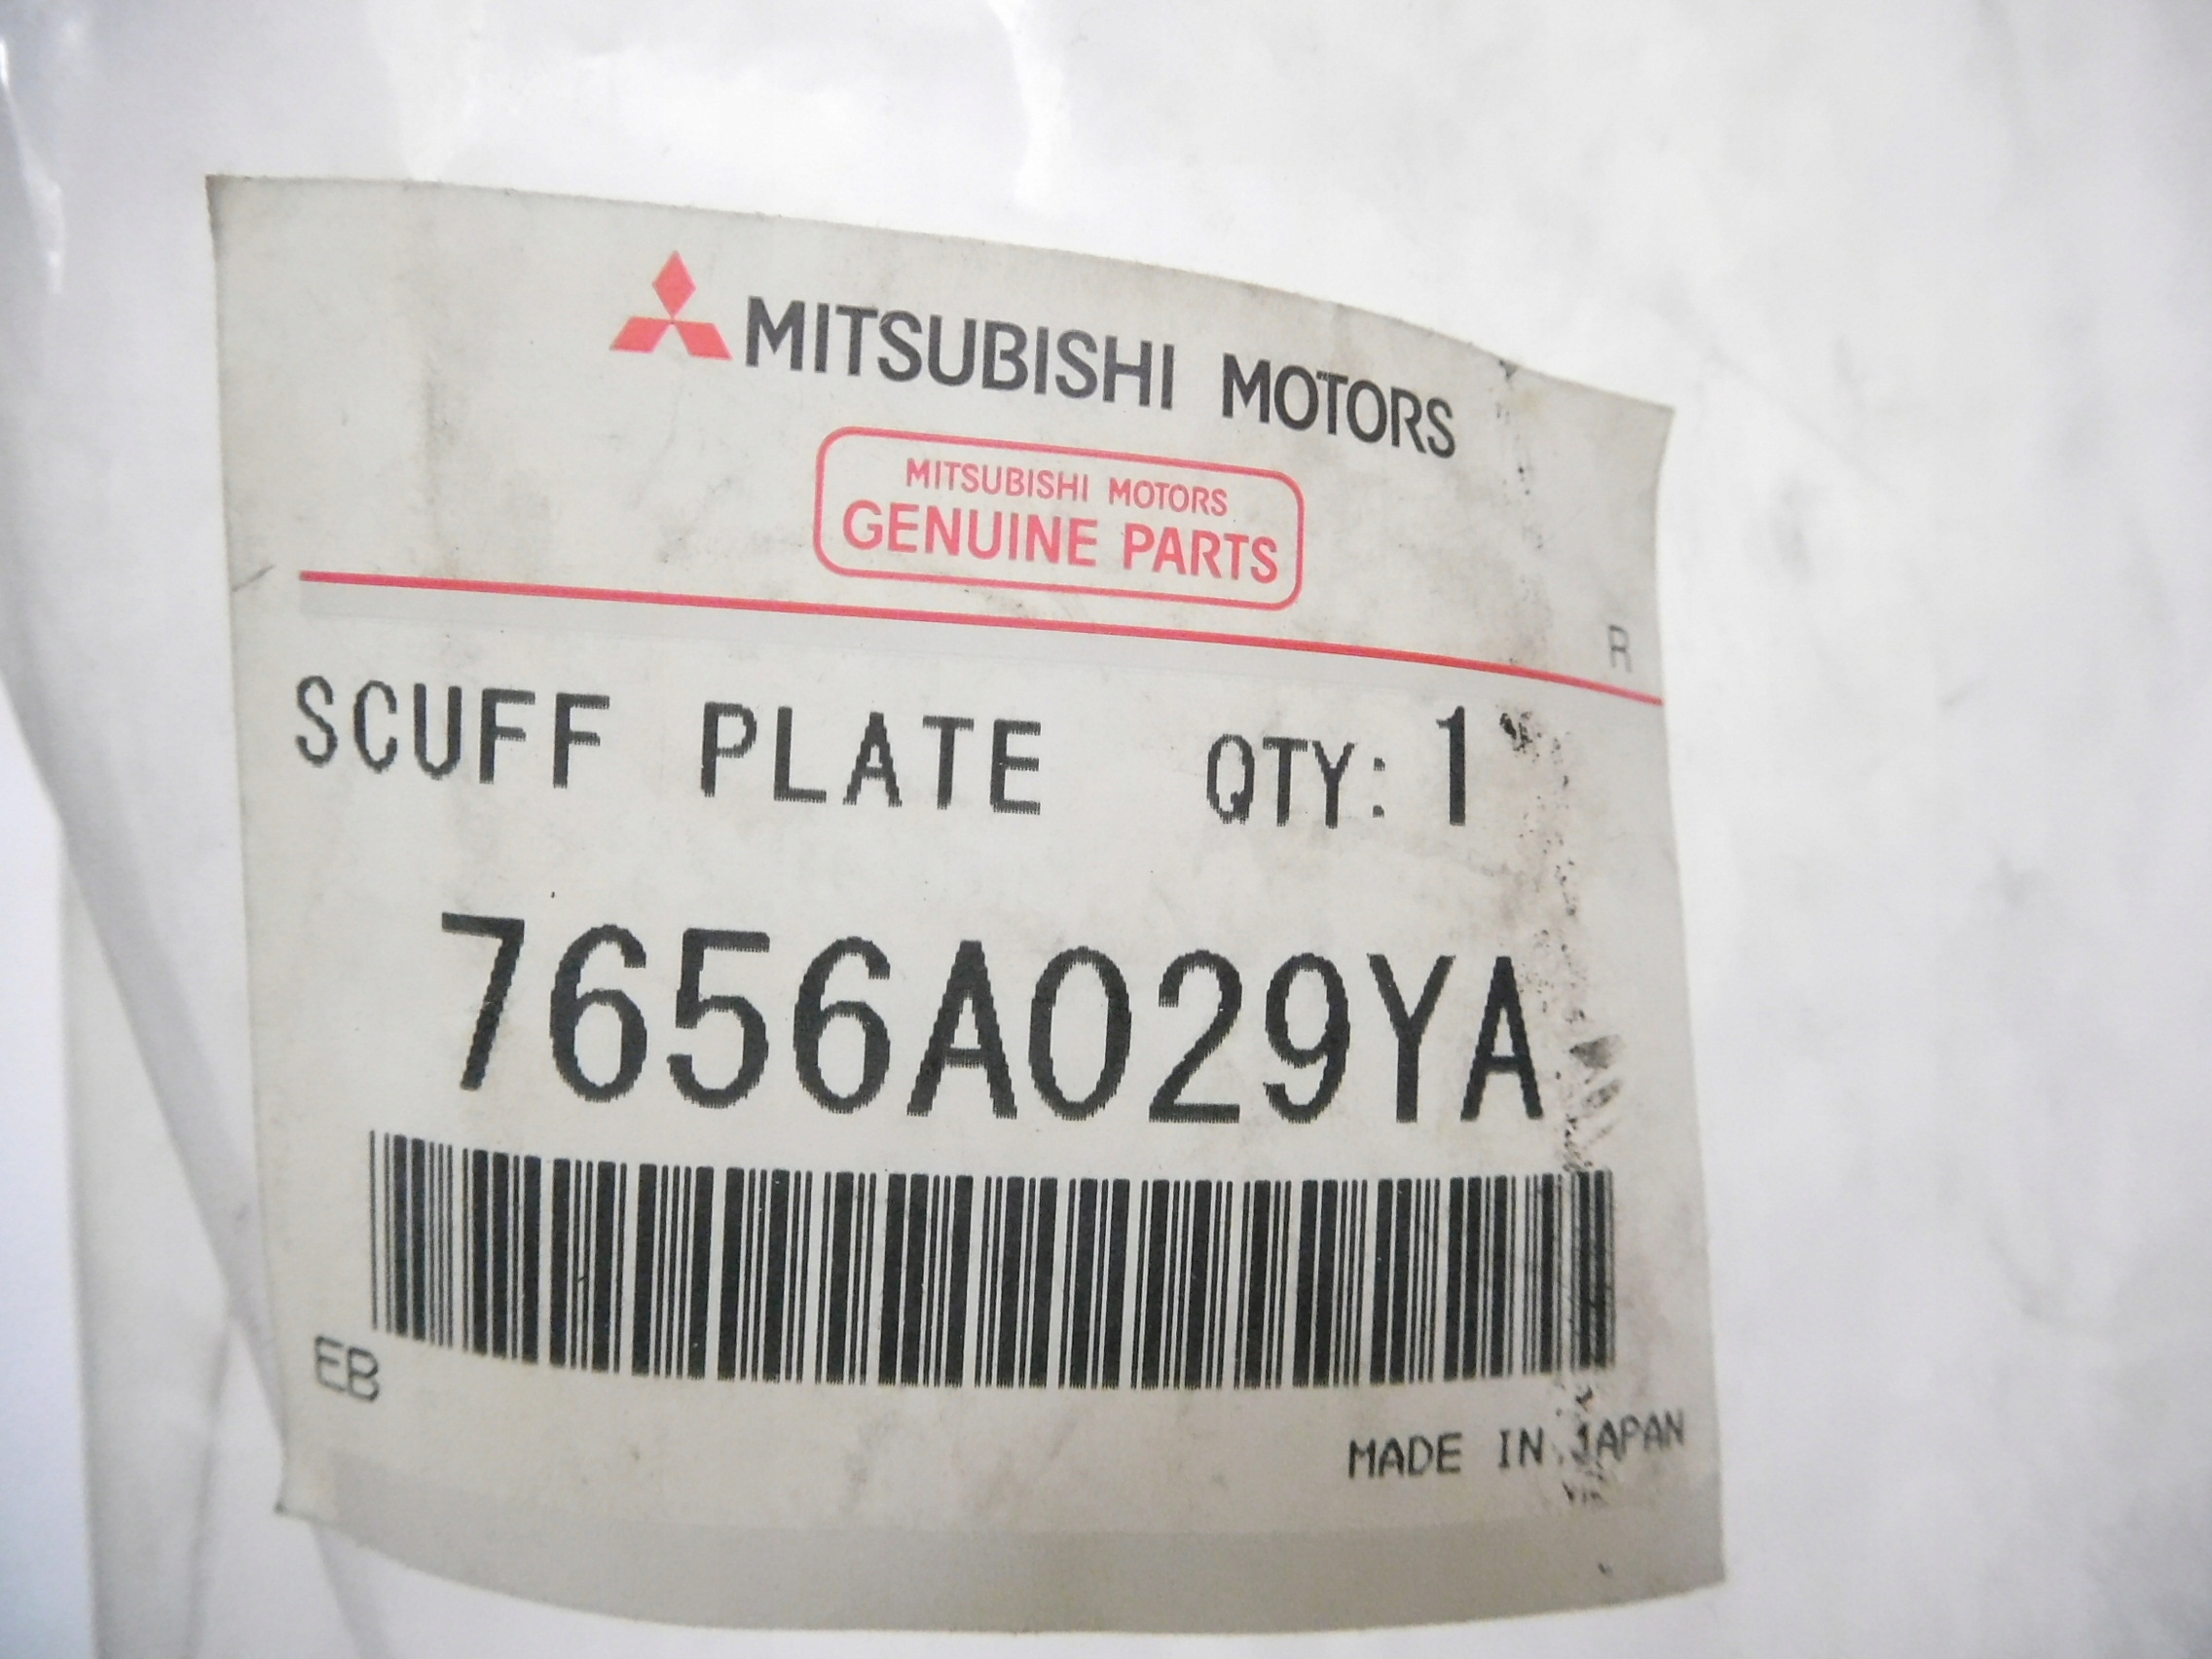 MITSUBISHI MOTORS
MITSUBISHI MOTORS
GENUINE PARTS
R
SCUFF PLATE QTY: 1
7656A029YA
EB
MADE IN JAPAN